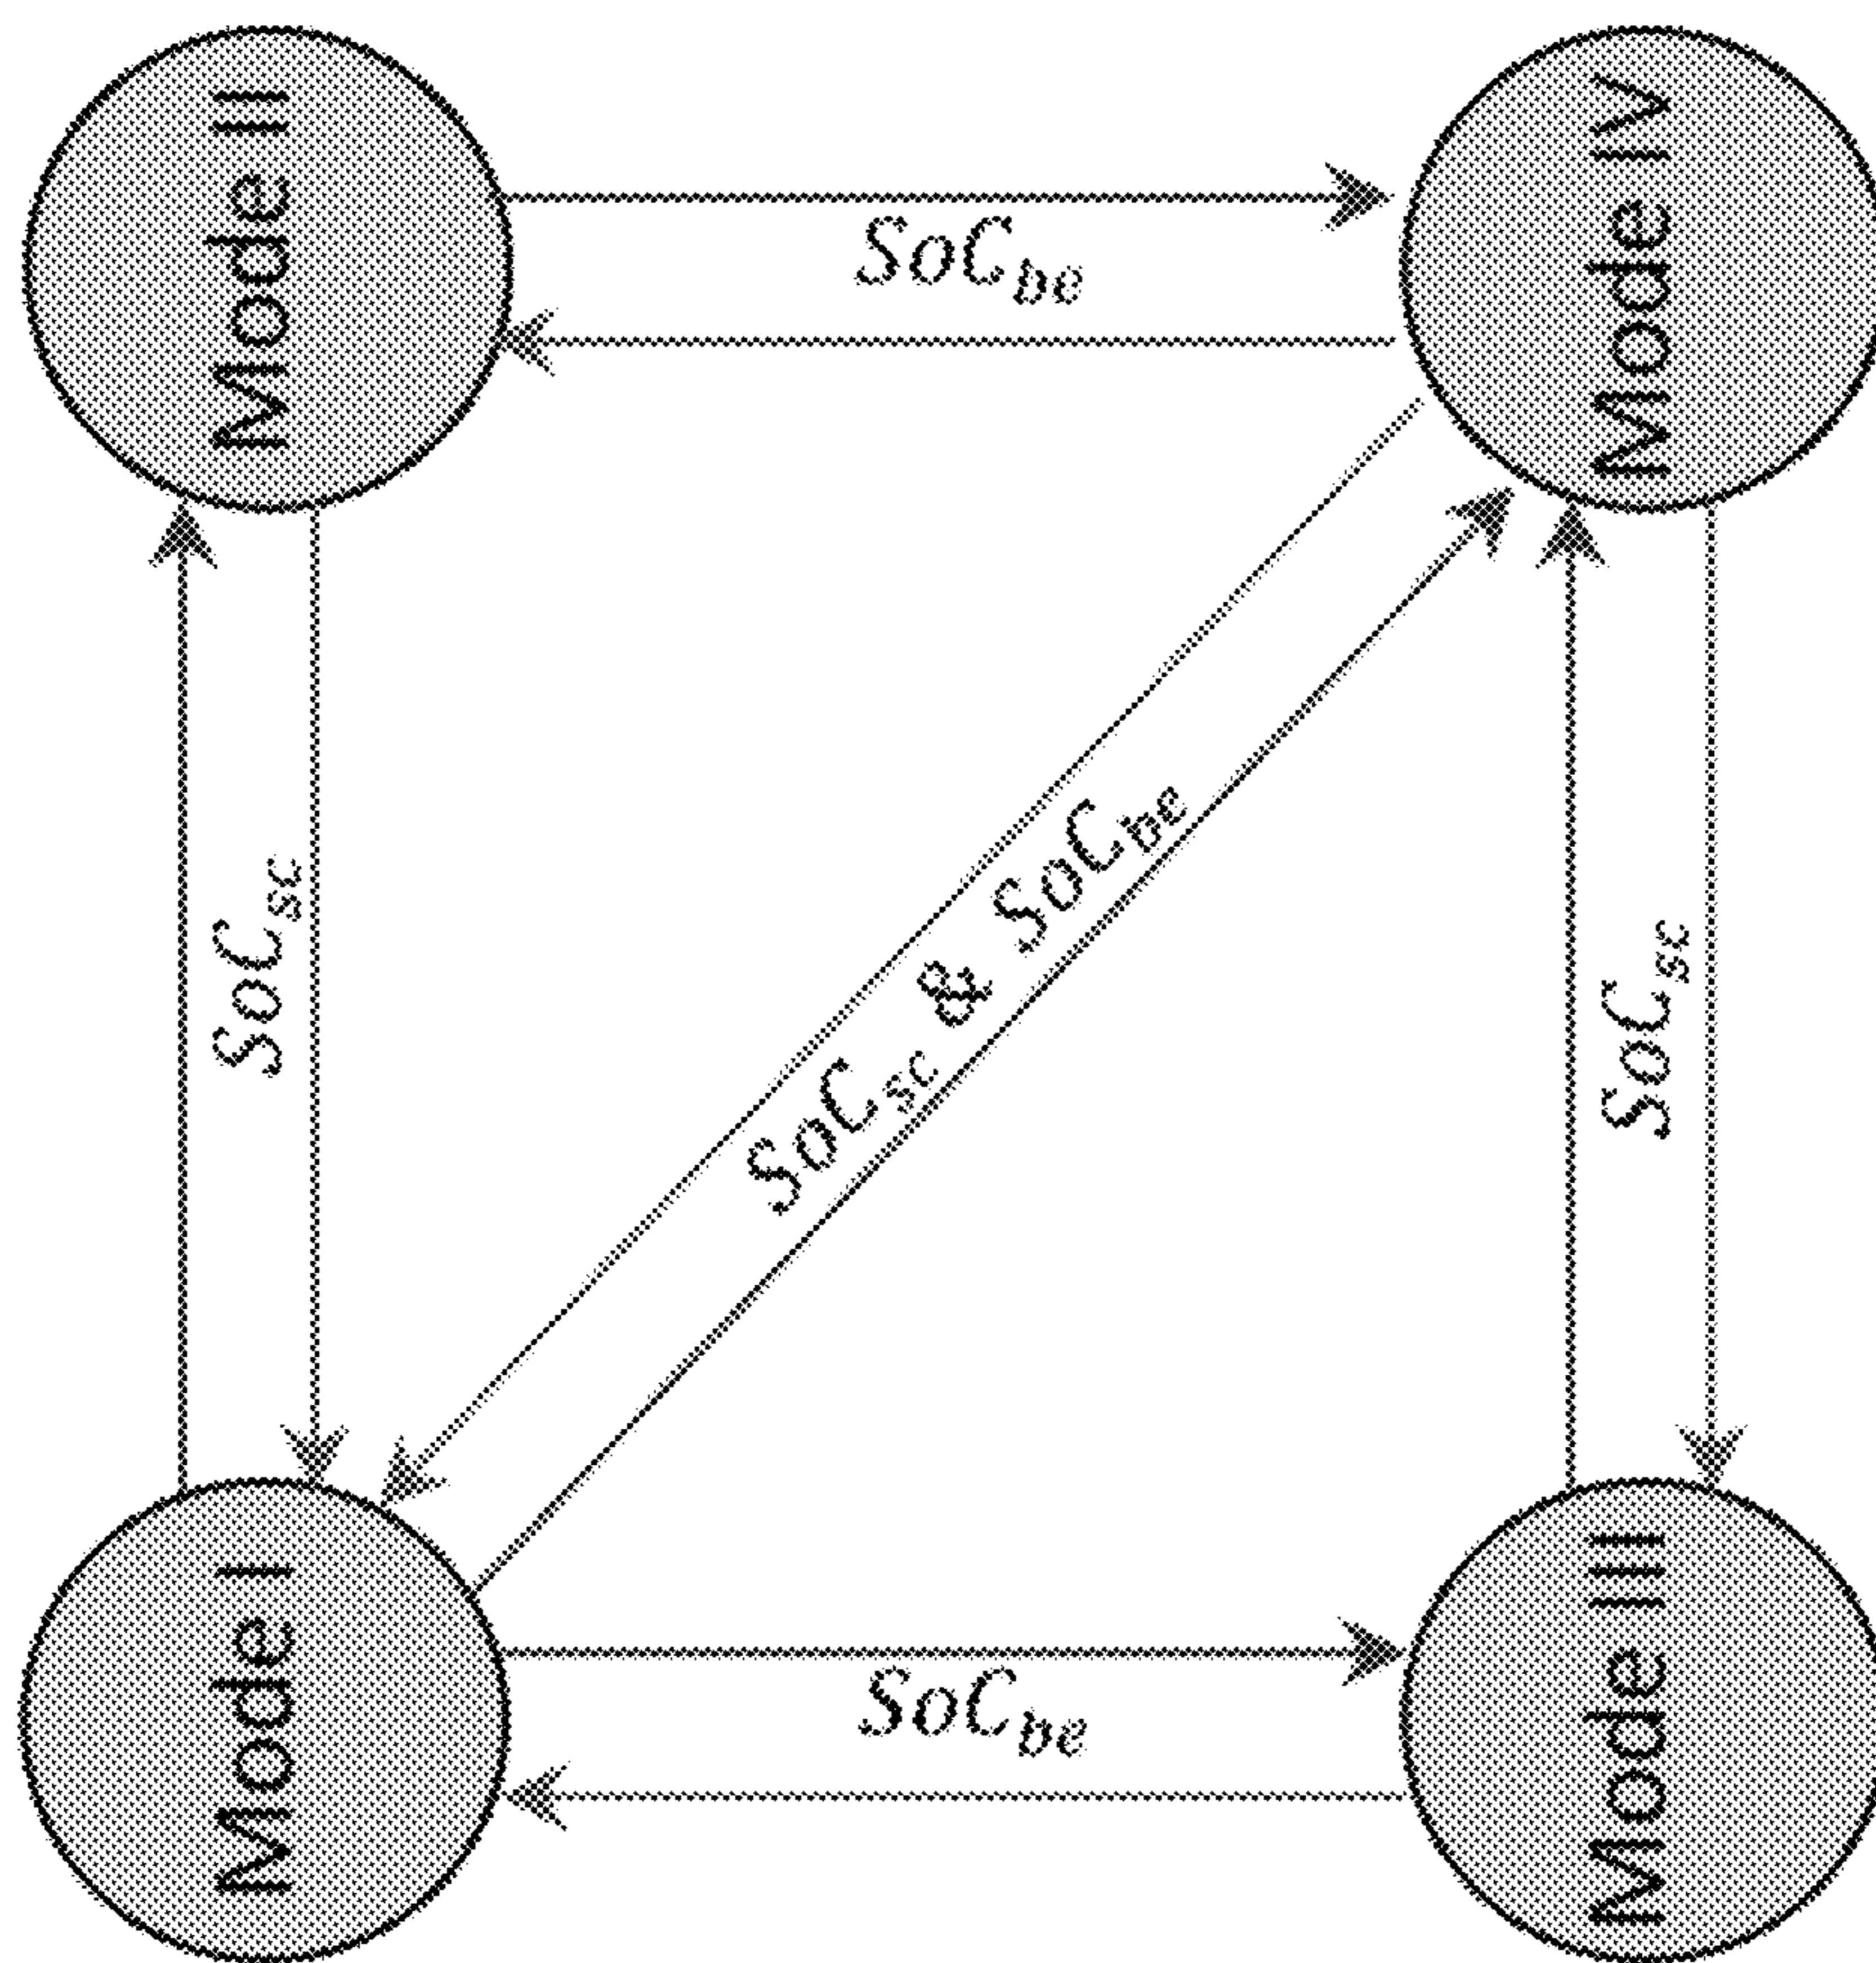 Mode I
Mode II
Mode III
Mode IV
SoC_sc
SoC_be
SoC_sc & SoC_be
SoC_be
SoC_sc